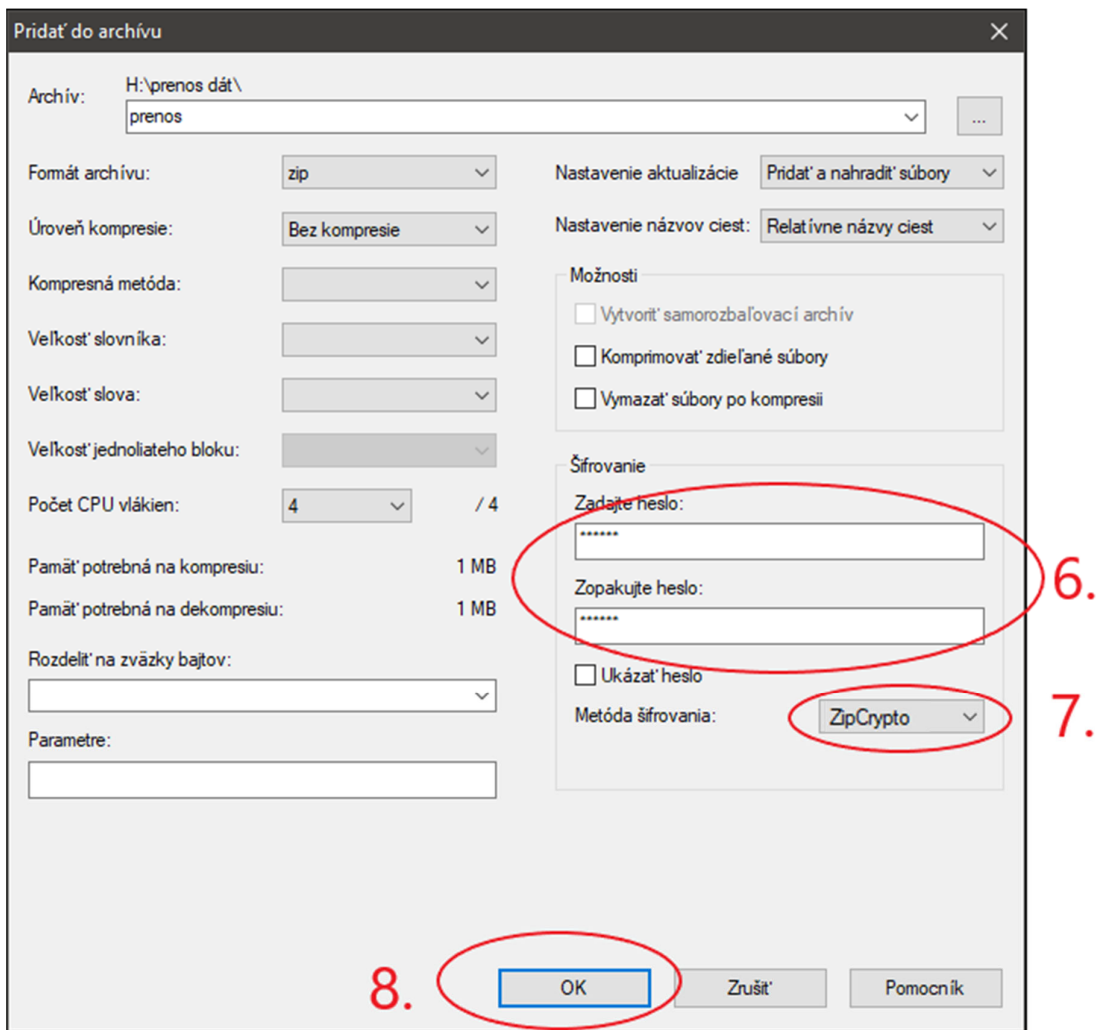 Pridať do archívu
Archív:
H:\prenos dát\
prenos
...
Formát archívu:
zip
Úroveň kompresie:
Bez kompresie
Kompresná metóda:
Veľkosť slovníka:
Veľkosť slova:
Veľkosť jednoliateho bloku:
Počet CPU vlákien:
4
/ 4
Pamäť potrebná na kompresiu:
1 MB
Pamäť potrebná na dekompresiu:
1 MB
Rozdeliť na zväzky bajtov:
Parametre:
Nastavenie aktualizácie
Pridať a nahradiť súbory
Nastavenie názvov ciest:
Relatívne názvy ciest
Možnosti
Vytvoriť samorozbaľovací archív
Komprimovať zdieľané súbory
Vymazať súbory po kompresii
Šifrovanie
Zadajte heslo:
******
Zopakujte heslo:
******
6.
Ukázať heslo
Metóda šifrovania:
ZipCrypto
7.
8.
OK
Zrušiť
Pomocník